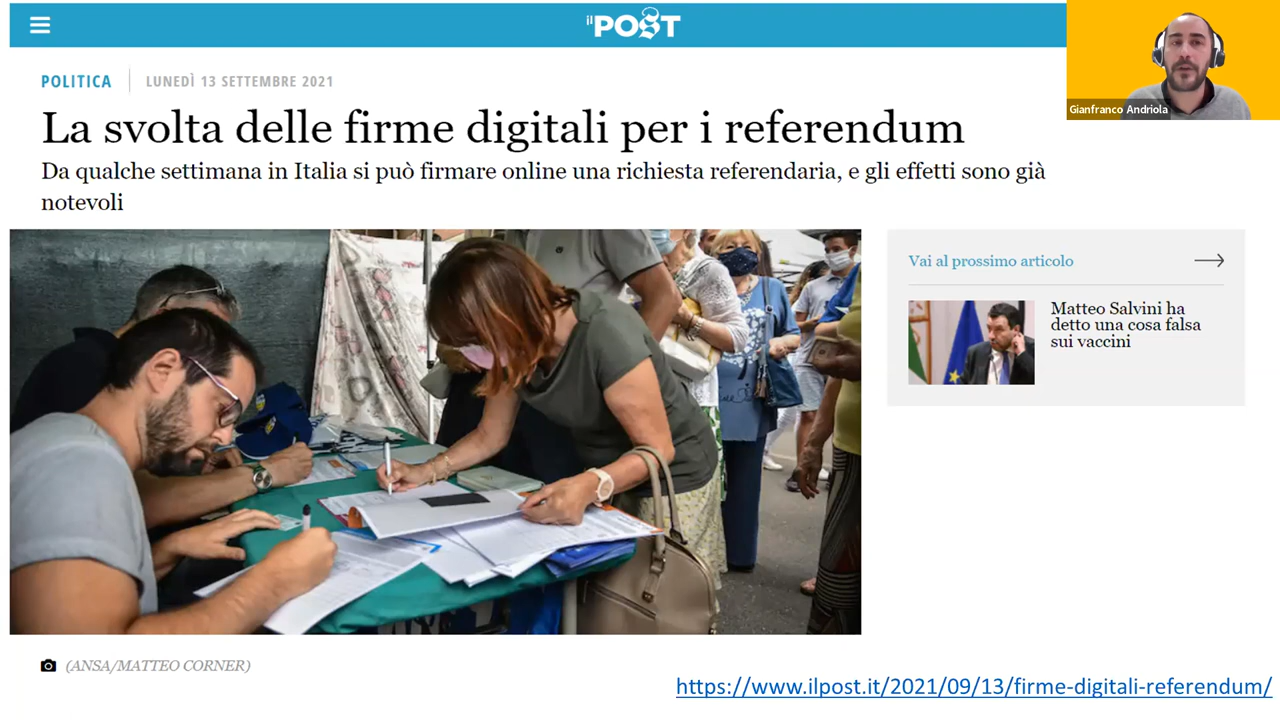 il POST
Gianfranco Andriola
POLITICA
LUNEDÌ 13 SETTEMBRE 2021
La svolta delle firme digitali per i referendum
Da qualche settimana in Italia si può firmare online una richiesta referendaria, e gli effetti sono già
notevoli
Vai al prossimo articolo
Matteo Salvini ha
detto una cosa falsa
sui vaccini
(ANSA/MATTEO CORNER)
https://www.ilpost.it/2021/09/13/firme-digitali-referendum/